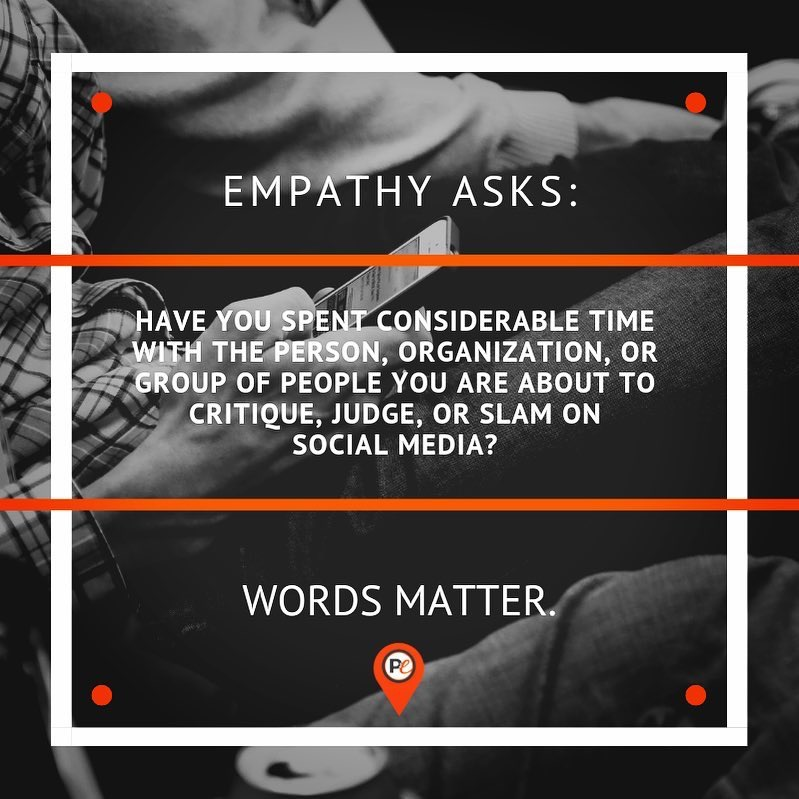 EMPATHY ASKS:
HAVE YOU SPENT CONSIDERABLE TIME
WITH THE PERSON, ORGANIZATION, OR
GROUP OF PEOPLE YOU ARE ABOUT TO
CRITIQUE, JUDGE, OR SLAM ON
SOCIAL MEDIA?
WORDS MATTER.
Pe